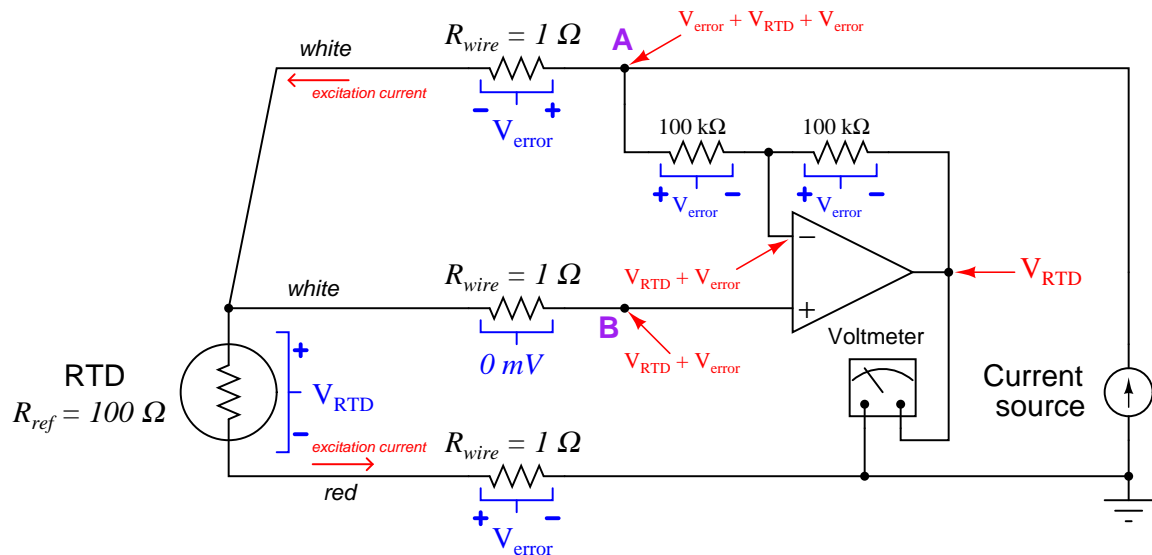 V_error + V_RTD + V_error
A
R_wire = 1 Ω
white
excitation current
− +
V_error
100 kΩ
100 kΩ
+ −
V_error
+ −
V_error
−
V_RTD + V_error
V_RTD
R_wire = 1 Ω
white
+
B
0 mV
V_RTD + V_error
Voltmeter
RTD
R_ref = 100 Ω
+
V_RTD
−
Current
source
R_wire = 1 Ω
excitation current
red
+ −
V_error